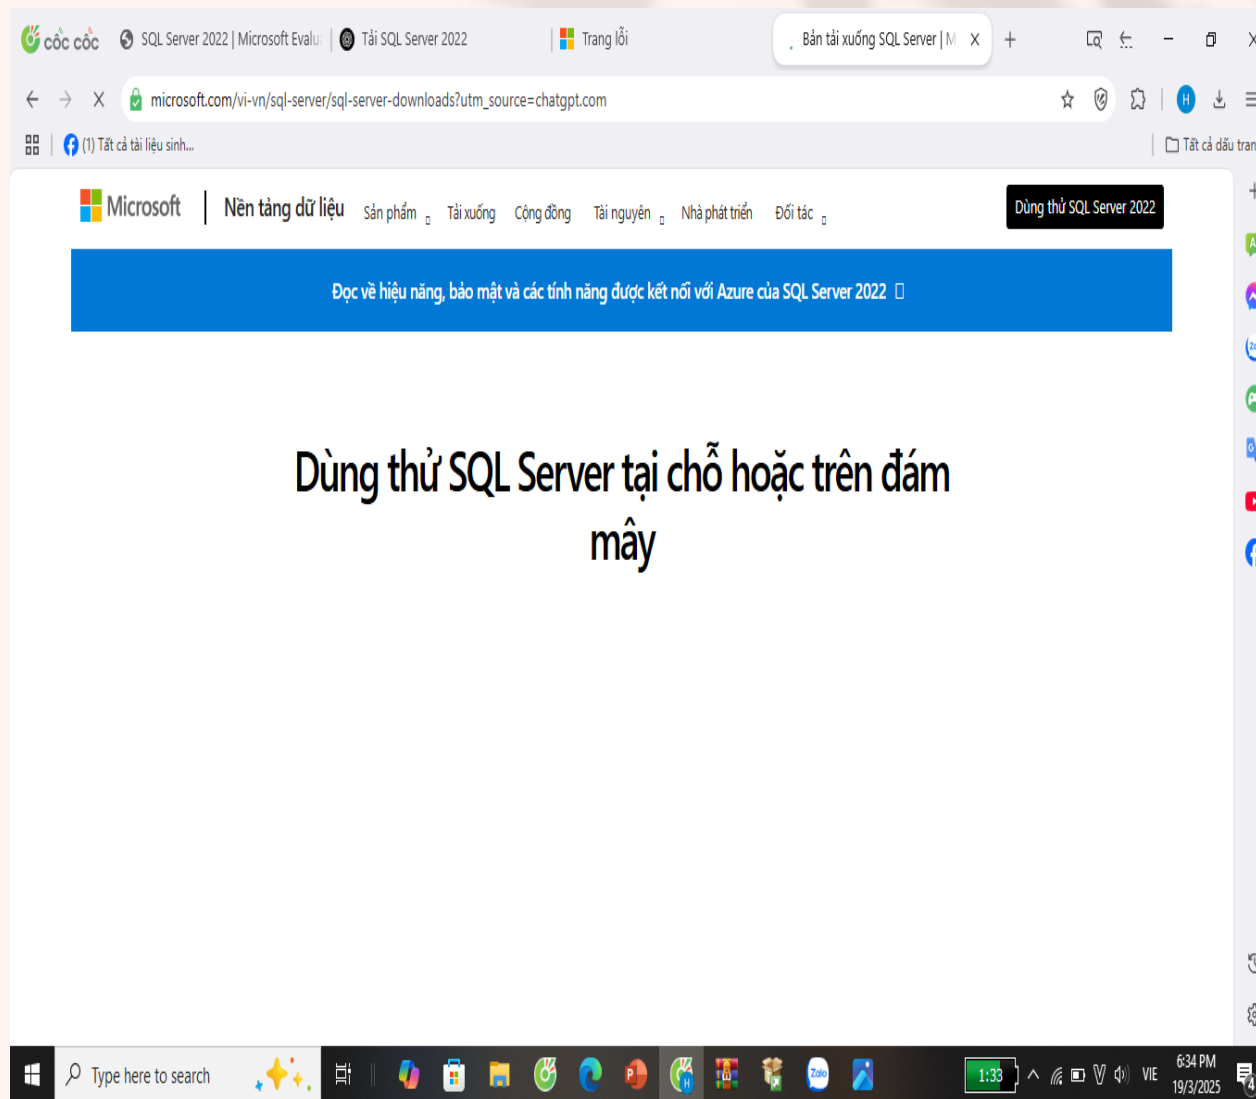 cốc cốc
SQL Server 2022 | Microsoft Evalu
Tải SQL Server 2022
Trang lỗi
Bản tải xuống SQL Server | M
microsoft.com/vi-vn/sql-server/sql-server-downloads?utm_source=chatgpt.com
H
(1) Tất cả tài liệu sinh...
Tất cả dấu tran
Microsoft
Nền tảng dữ liệu
Sản phẩm
Tải xuống
Cộng đồng
Tài nguyên
Nhà phát triển
Đối tác
Dùng thử SQL Server 2022
Đọc về hiệu năng, bảo mật và các tính năng được kết nối với Azure của SQL Server 2022
Dùng thử SQL Server tại chỗ hoặc trên đám
mây
Type here to search
Zalo
1:33
VIE
6:34 PM
19/3/2025
4